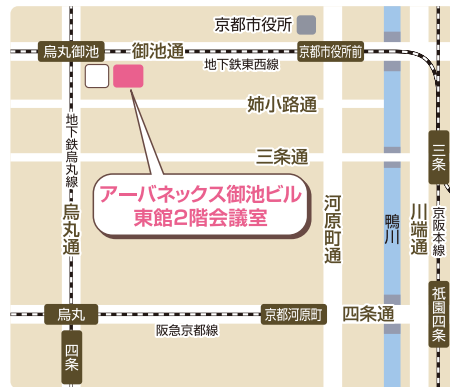 京都市役所
烏丸御池
御池通
京都市役所前
地下鉄東西線
姉小路通
三条通
三条
地下鉄烏丸線
アーバネックス御池ビル
東館2階会議室
烏丸通
河原町通
鴨川
川端通
京阪本線
烏丸
京都河原町
四条通
祇園四条
阪急京都線
四条